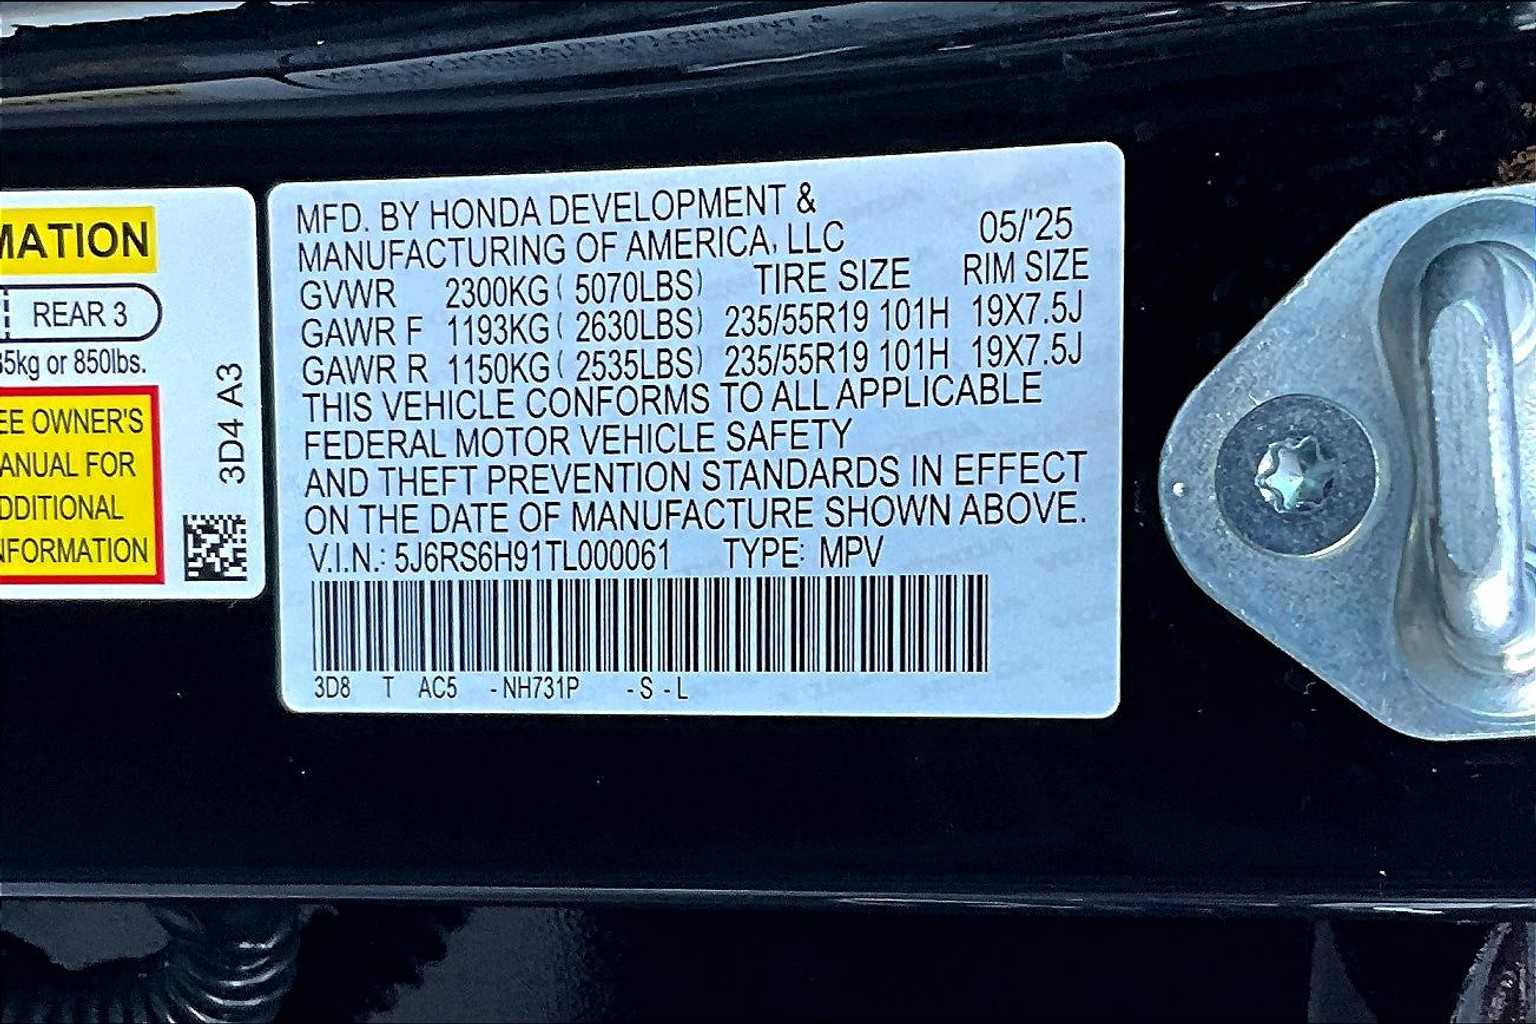 MATION
REAR 3
35kg or 850lbs.
EE OWNER'S
ANUAL FOR
DDITIONAL
NFORMATION
3D4 A3
MFD. BY HONDA DEVELOPMENT &
MANUFACTURING OF AMERICA, LLC 05/'25
GVWR 2300KG ( 5070LBS) TIRE SIZE RIM SIZE
GAWR F 1193KG ( 2630LBS) 235/55R19 101H 19X7.5J
GAWR R 1150KG ( 2535LBS) 235/55R19 101H 19X7.5J
THIS VEHICLE CONFORMS TO ALL APPLICABLE
FEDERAL MOTOR VEHICLE SAFETY
AND THEFT PREVENTION STANDARDS IN EFFECT
ON THE DATE OF MANUFACTURE SHOWN ABOVE.
V.I.N.: 5J6RS6H91TL000061 TYPE: MPV
3D8 T AC5 -NH731P -S -L